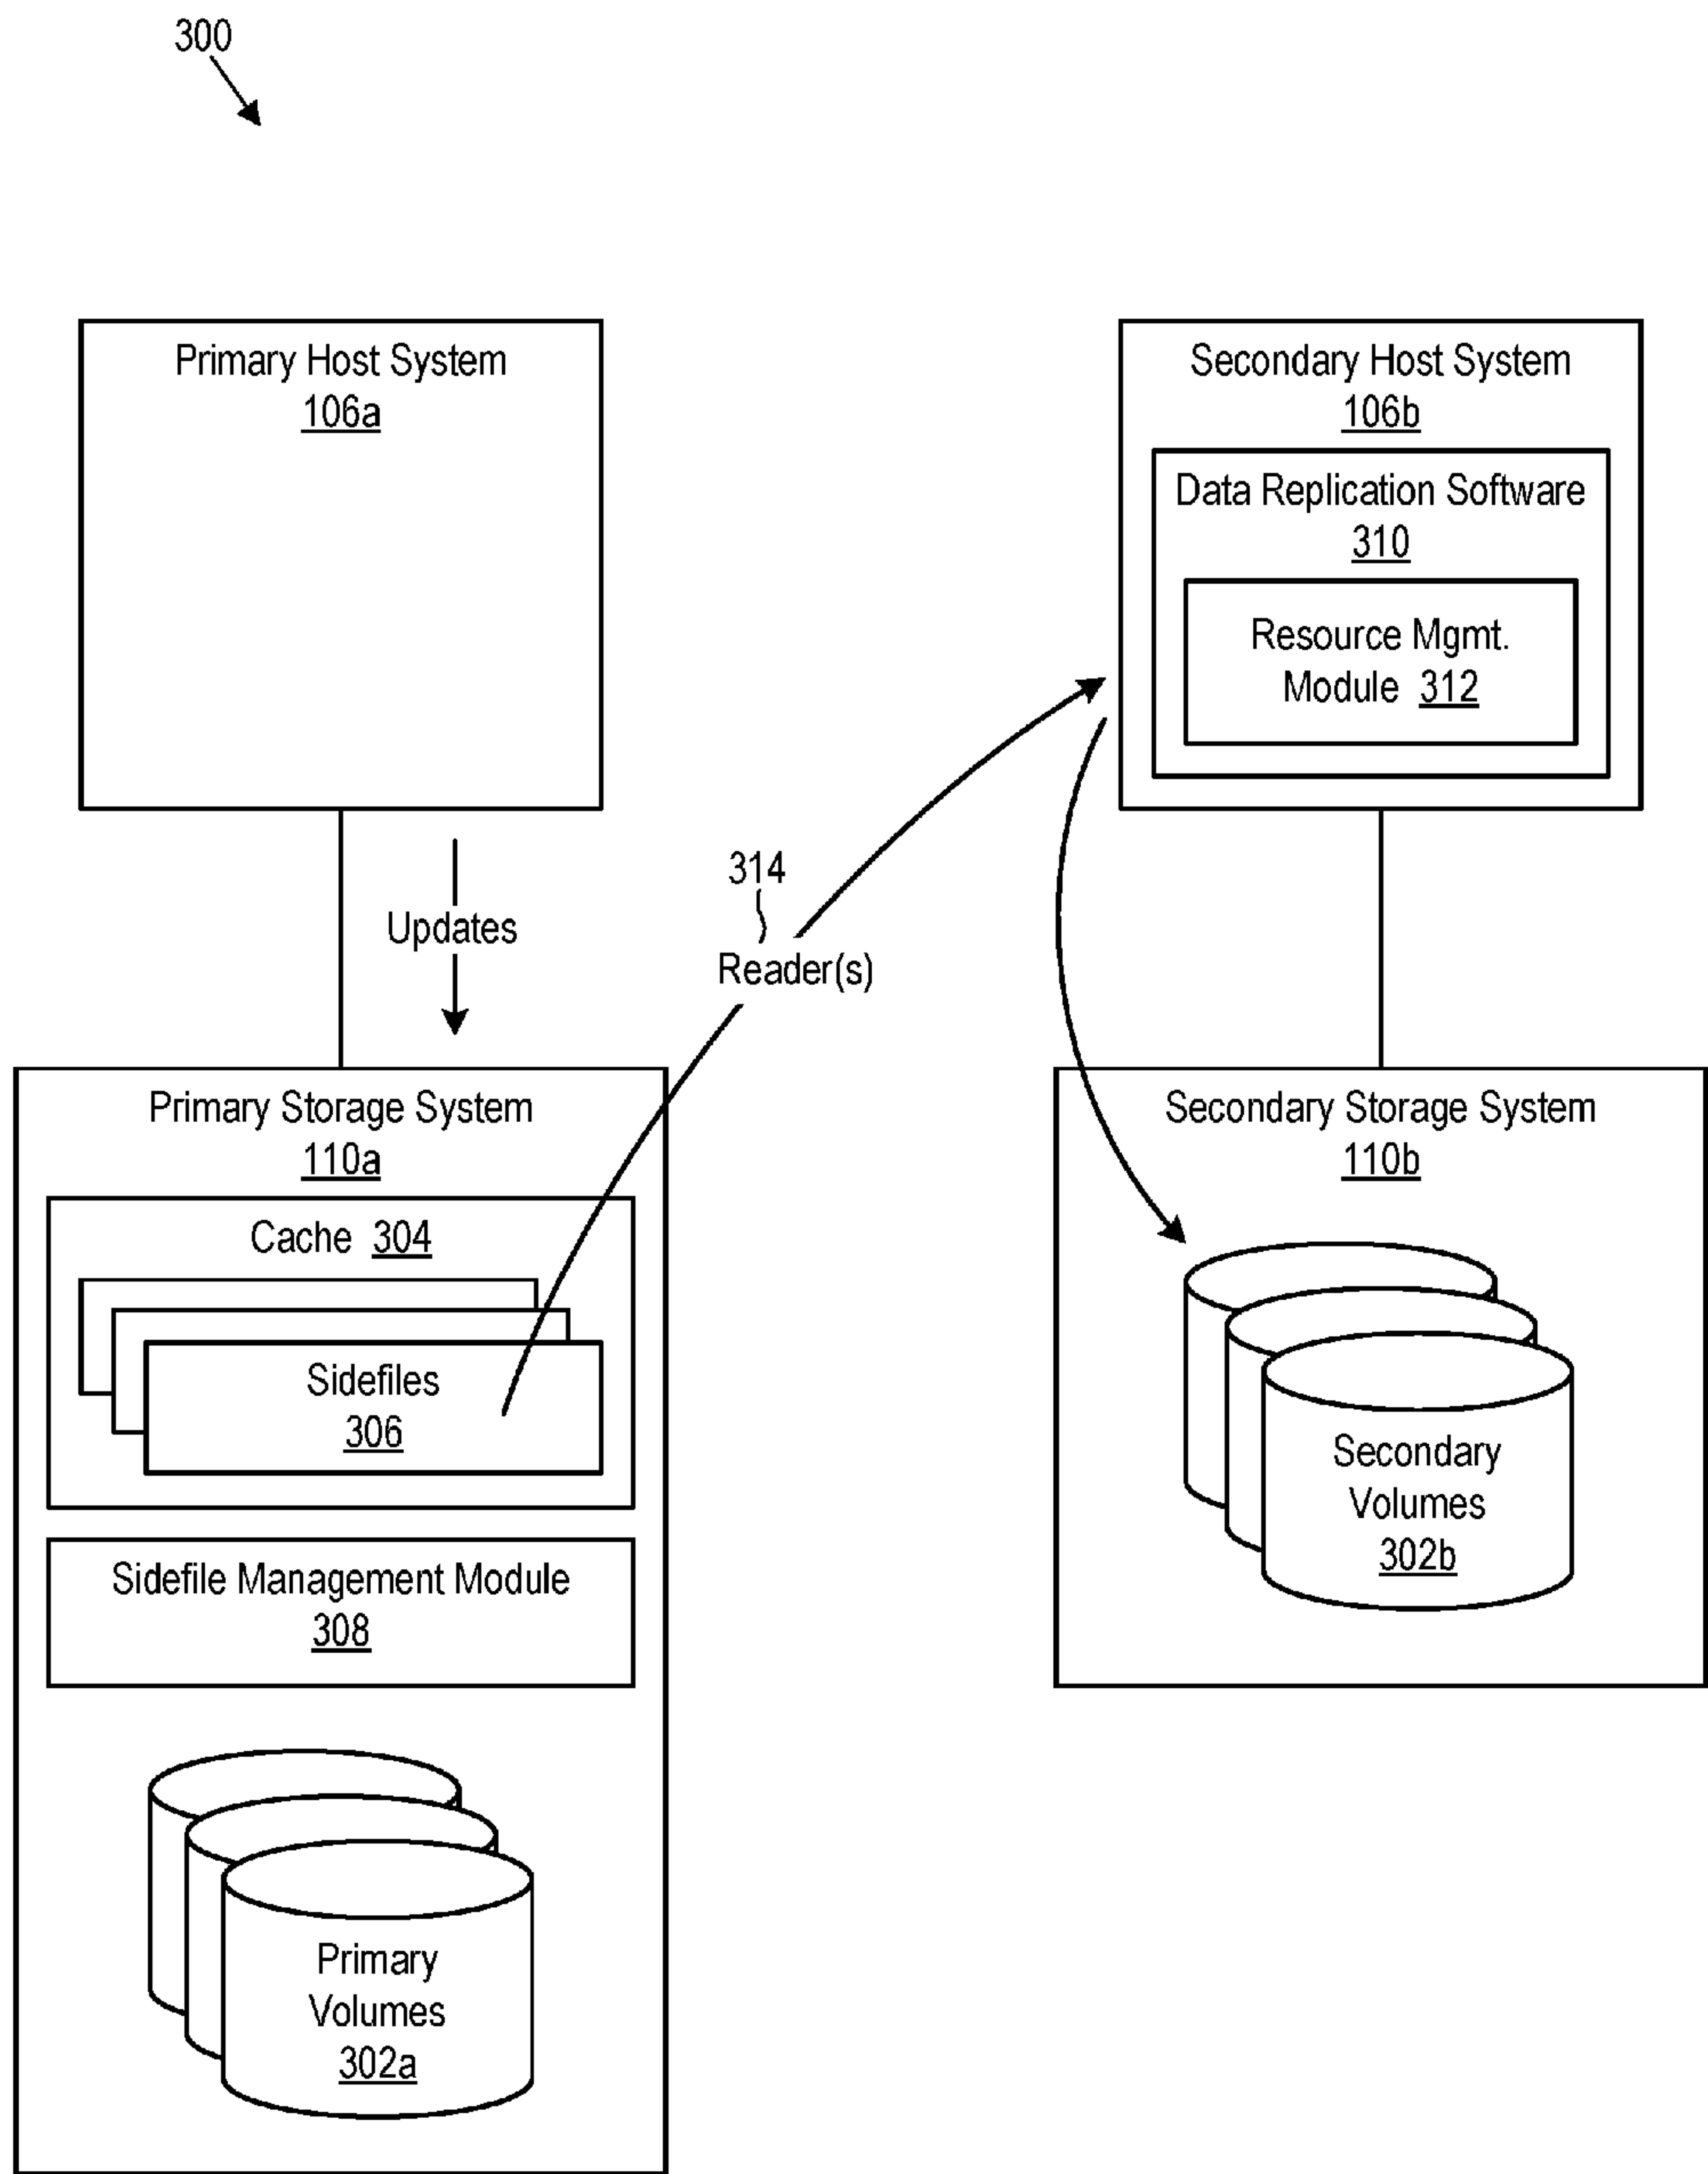 300
Primary Host System
106a
Secondary Host System
106b
Data Replication Software
310
Resource Mgmt.
Module 312
Updates
314
Reader(s)
Primary Storage System
110a
Cache 304
Sidefiles
306
Sidefile Management Module
308
Primary
Volumes
302a
Secondary Storage System
110b
Secondary
Volumes
302b